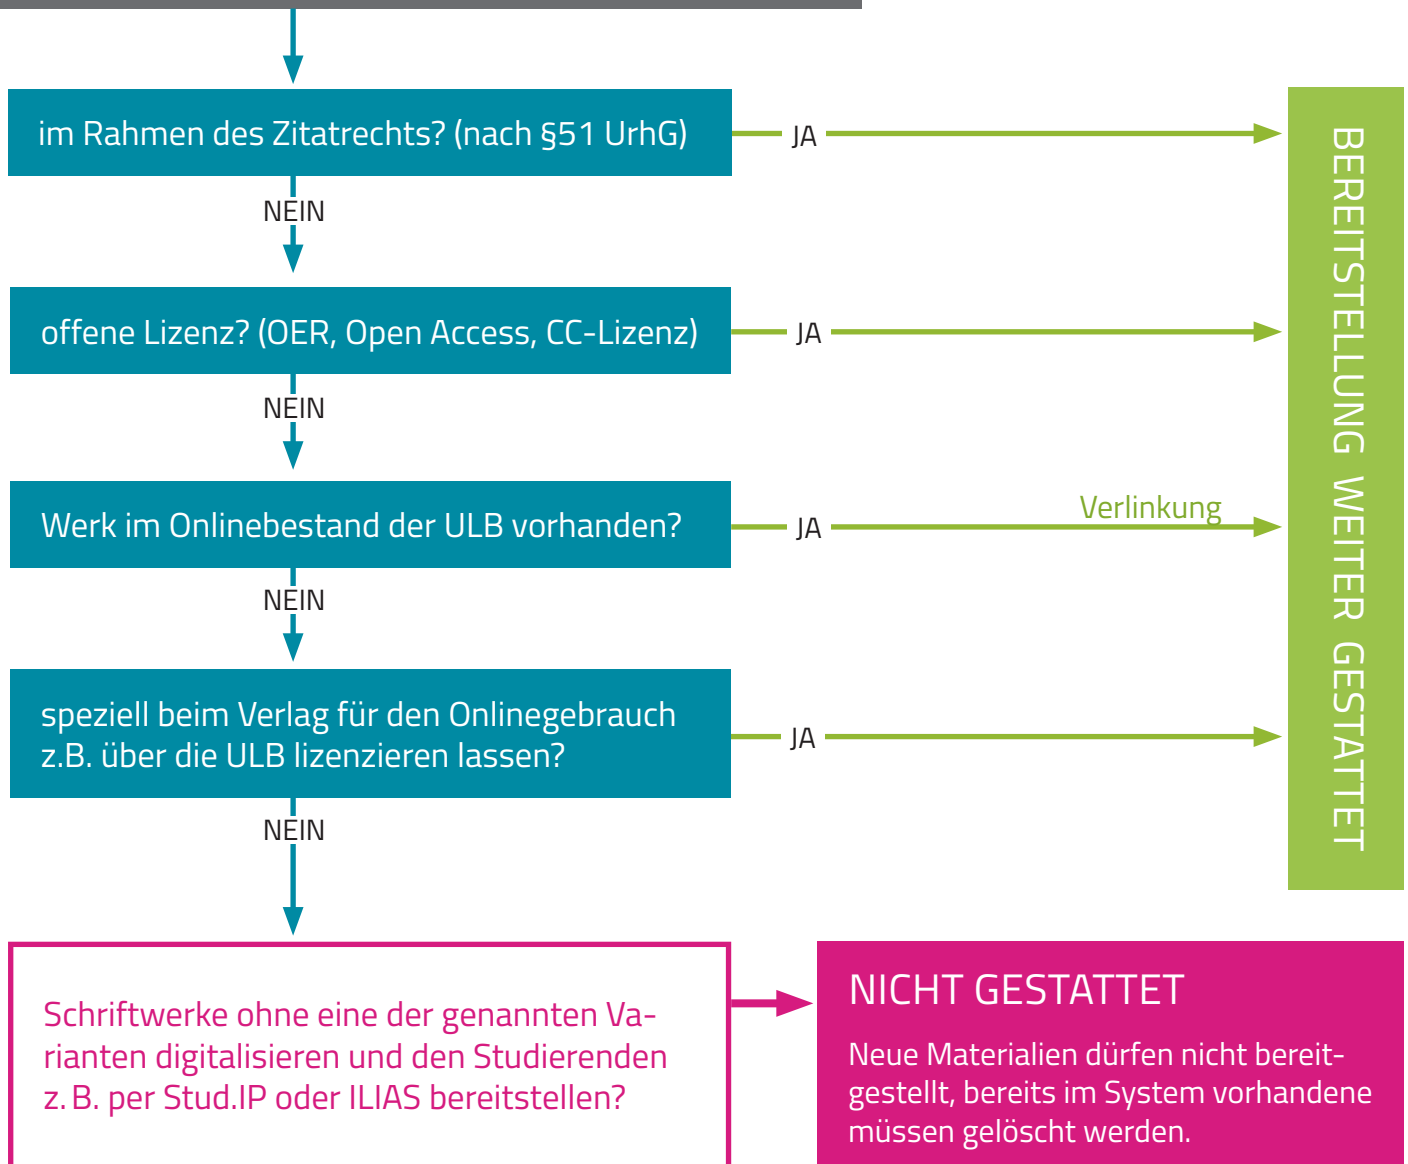 im Rahmen des Zitatrechts? (nach §51 UrhG)
JA
NEIN
offene Lizenz? (OER, Open Access, CC-Lizenz)
JA
NEIN
Werk im Onlinebestand der ULB vorhanden?
JA
Verlinkung
NEIN
speziell beim Verlag für den Onlinegebrauch
z.B. über die ULB lizenzieren lassen?
JA
NEIN
BEREITSTELLUNG WEITER GESTATTET
Schriftwerke ohne eine der genannten Va-
rianten digitalisieren und den Studierenden
z. B. per Stud.IP oder ILIAS bereitstellen?
NICHT GESTATTET
Neue Materialien dürfen nicht bereit-
gestellt, bereits im System vorhandene
müssen gelöscht werden.